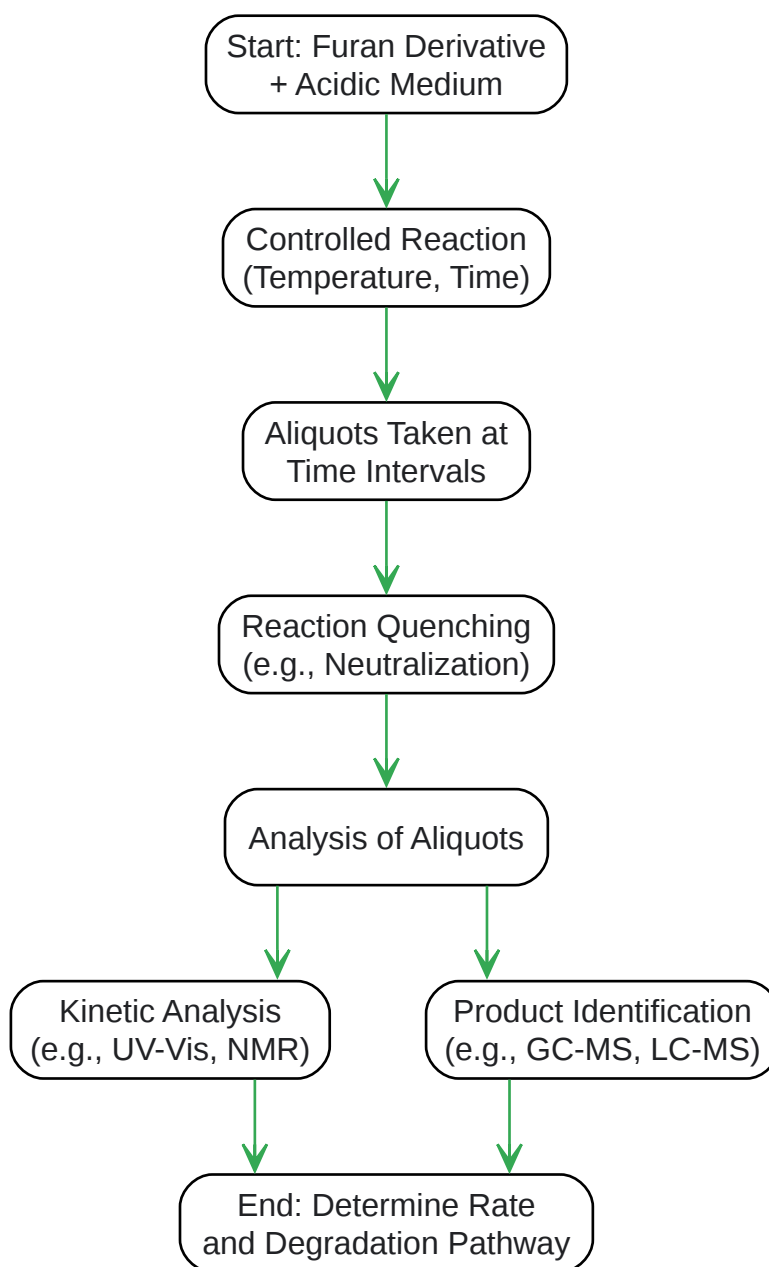 Start: Furan Derivative
+ Acidic Medium
Controlled Reaction
(Temperature, Time)
Aliquots Taken at
Time Intervals
Reaction Quenching
(e.g., Neutralization)
Analysis of Aliquots
Kinetic Analysis
(e.g., UV-Vis, NMR)
Product Identification
(e.g., GC-MS, LC-MS)
End: Determine Rate
and Degradation Pathway